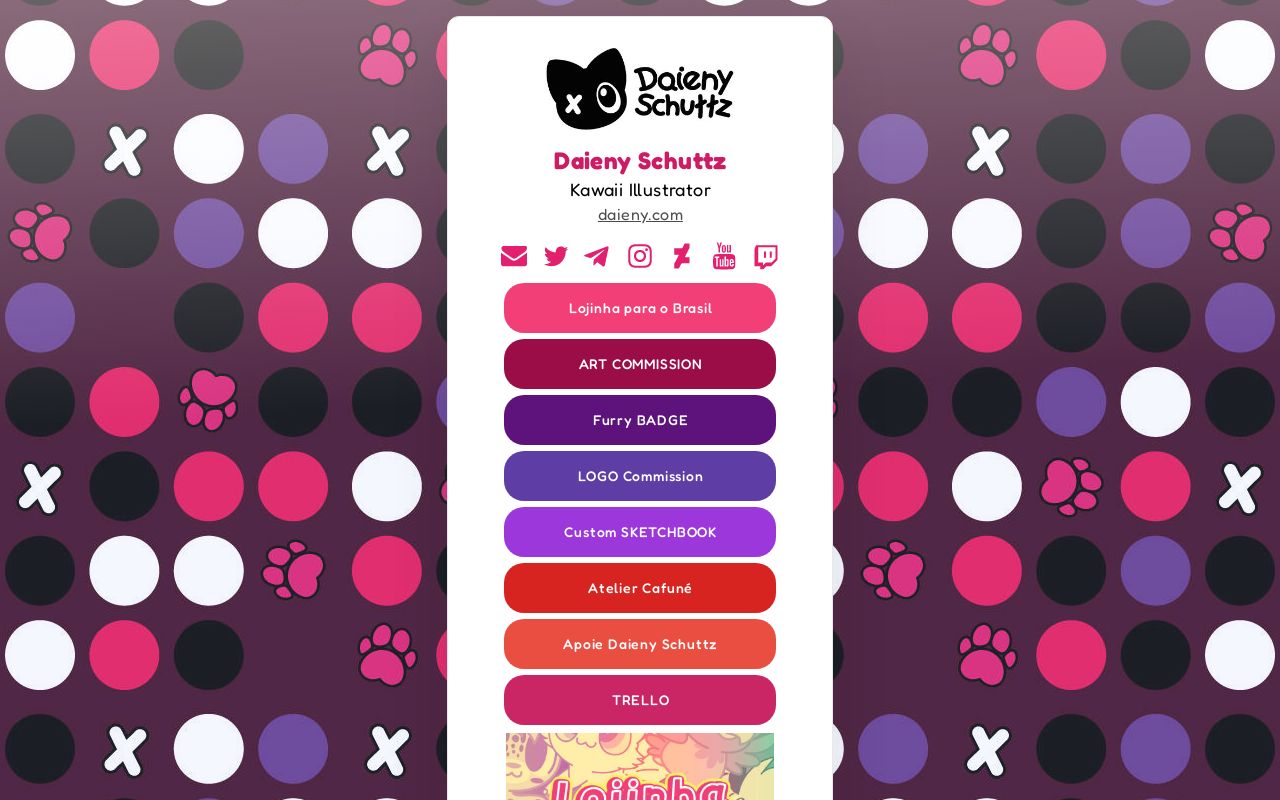 Daieny
Schuttz
Daieny Schuttz
Kawaii Illustrator
daieny.com
You
Tube
Lojinha para o Brasil
ART COMMISSION
Furry BADGE
LOGO Commission
Custom SKETCHBOOK
Atelier Cafuné
Apoie Daieny Schuttz
TRELLO
Lojinha